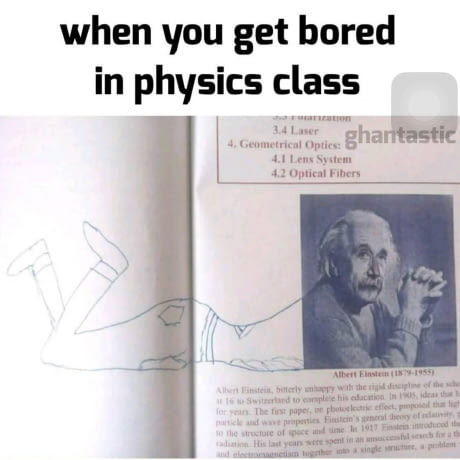 when you get bored
in physics class
ghantastic
3.4 Laser
4. Geometrical Optics:
4.1 Lens System
4.2 Optical Fibers
Albert Einstein (1879-1955)
Albert Einstein, bitterly unhappy with the rigid discipline of the
at 16 to Switzerland to complete his education. In 1905, ideas that
for years. The first paper, on photoelectric effect, proposed that
particle and wave properties. Einstein's general theory of relativity,
to the structure of space and time. In 1917 Einstein introduced
radiation. His last years were spent in an unsuccessful search for a
and electromagnetism together into a single structure, a problem